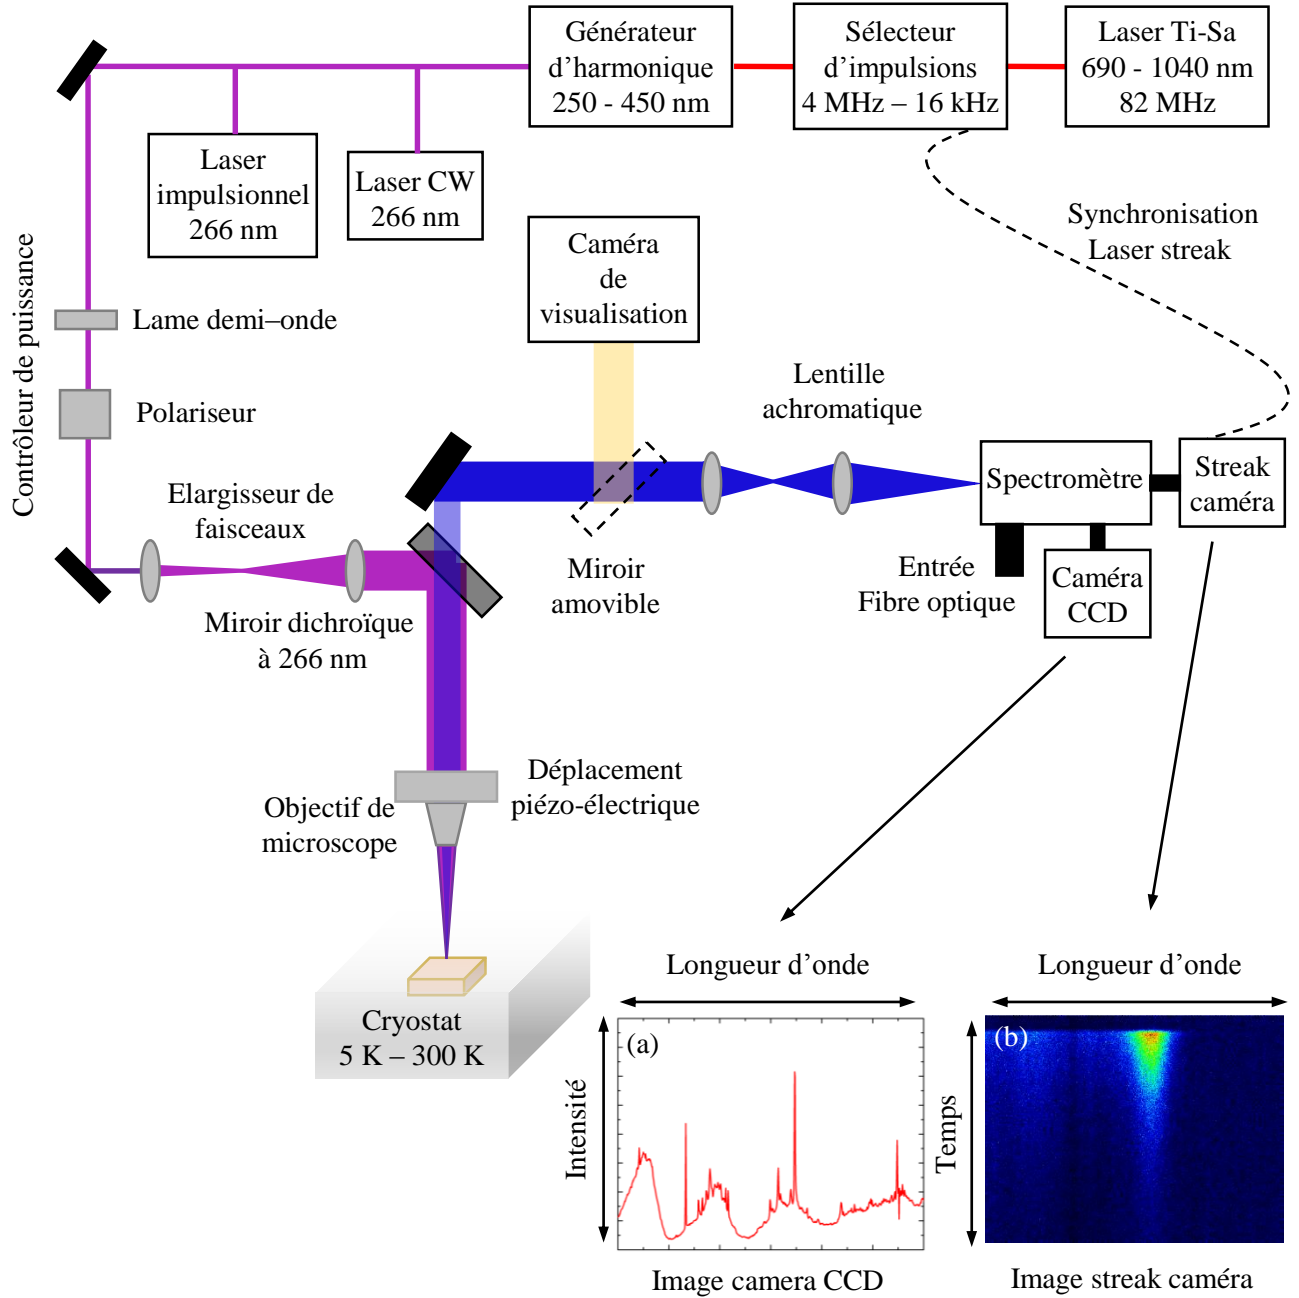 Générateur
d’harmonique
250 - 450 nm
Sélecteur
d’impulsions
4 MHz – 16 kHz
Laser Ti-Sa
690 - 1040 nm
82 MHz
Laser
impulsionnel
266 nm
Laser CW
266 nm
Synchronisation
Laser streak
Caméra
de
visualisation
Contrôleur de puissance
Lame demi–onde
Polariseur
Lentille
achromatique
Elargisseur de
faisceaux
Spectromètre
Streak
caméra
Miroir
amovible
Entrée
Fibre optique
Caméra
CCD
Miroir dichroïque
à 266 nm
Déplacement
piézo-électrique
Objectif de
microscope
Cryostat
5 K – 300 K
Longueur d’onde
Longueur d’onde
Intensité
(a)
Temps
(b)
Image camera CCD
Image streak caméra